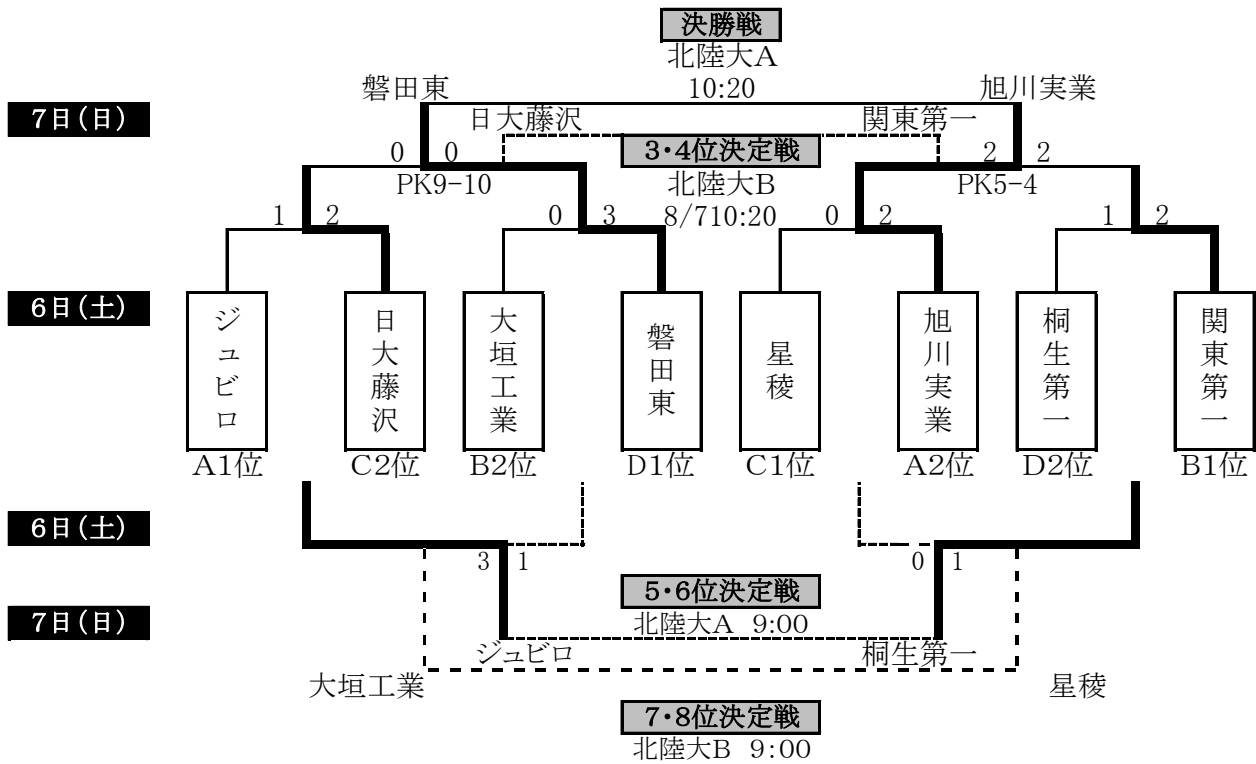 決勝戦
北陸大A
10:20
磐田東
旭川実業
7日(日)
日大藤沢
関東第一
3・4位決定戦
0 0
2 2
PK9-10
北陸大B
PK5-4
1 2
0 3
8/710:20
0 2
1 2
6日(土)
ジュビロ
日大藤沢
大垣工業
磐田東
星稜
旭川実業
桐生第一
関東第一
A1位
C2位
B2位
D1位
C1位
A2位
D2位
B1位
6日(土)
3 1
0 1
5・6位決定戦
7日(日)
北陸大A 9:00
ジュビロ
桐生第一
大垣工業
星稜
7・8位決定戦
北陸大B 9:00